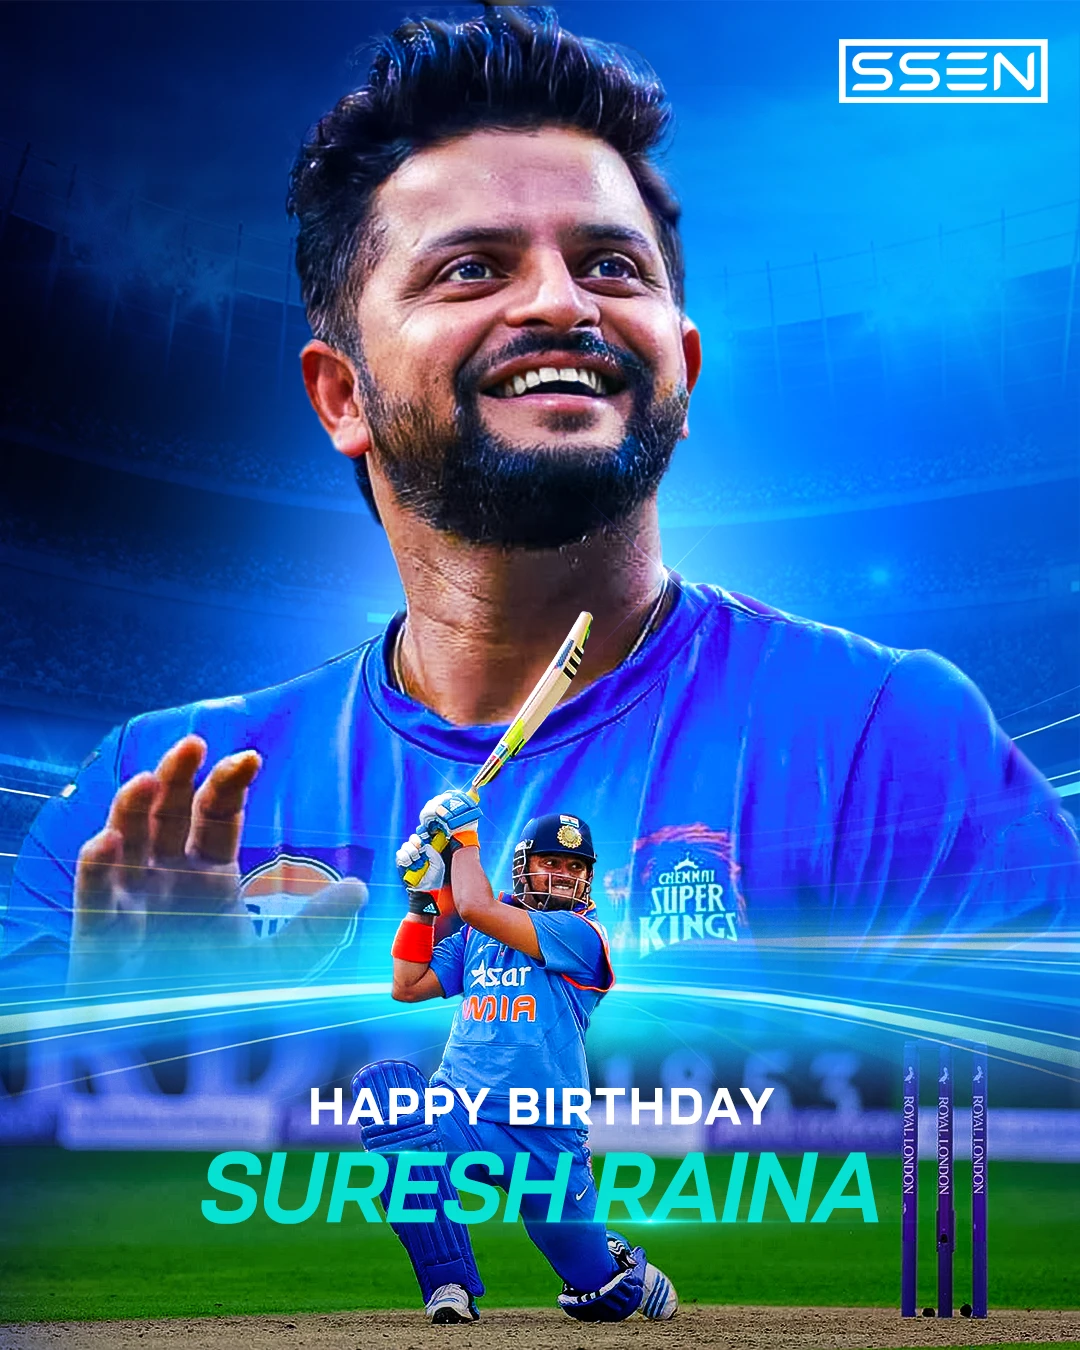 SSEN
CHENNAI
SUPER
KINGS
star
INDIA
HAPPY BIRTHDAY
SURESH RAINA
ROYAL LONDON
ROYAL LONDON
ROYAL LONDON